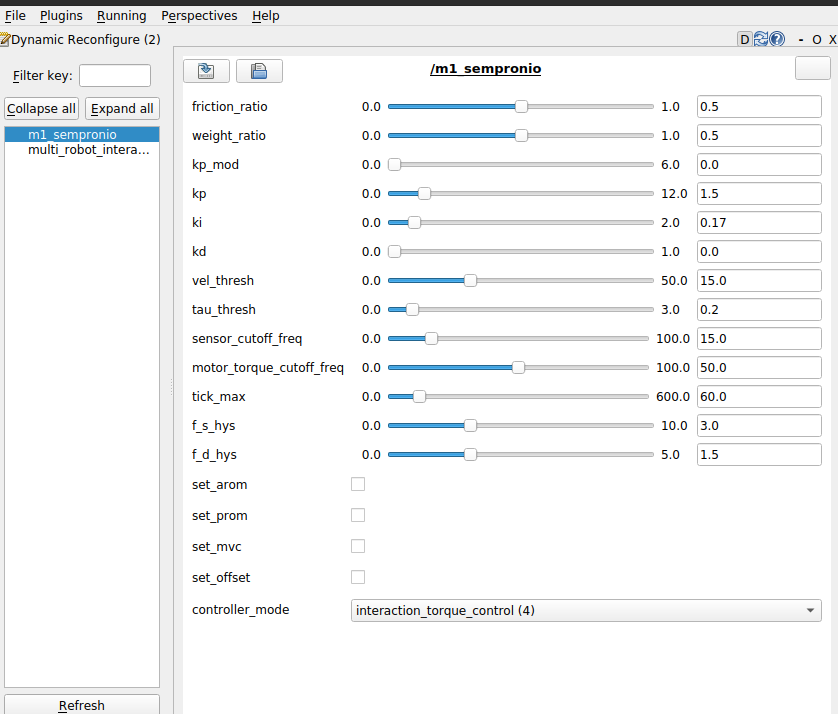 File Plugins Running Perspectives Help
Dynamic Reconfigure (2)
D - O X
Filter key:
Collapse all Expand all
m1_sempronio
multi_robot_intera...
Refresh
/m1_sempronio
friction_ratio 0.0 1.0 0.5
weight_ratio 0.0 1.0 0.5
kp_mod 0.0 6.0 0.0
kp 0.0 12.0 1.5
ki 0.0 2.0 0.17
kd 0.0 1.0 0.0
vel_thresh 0.0 50.0 15.0
tau_thresh 0.0 3.0 0.2
sensor_cutoff_freq 0.0 100.0 15.0
motor_torque_cutoff_freq 0.0 100.0 50.0
tick_max 0.0 600.0 60.0
f_s_hys 0.0 10.0 3.0
f_d_hys 0.0 5.0 1.5
set_arom
set_prom
set_mvc
set_offset
controller_mode interaction_torque_control (4)